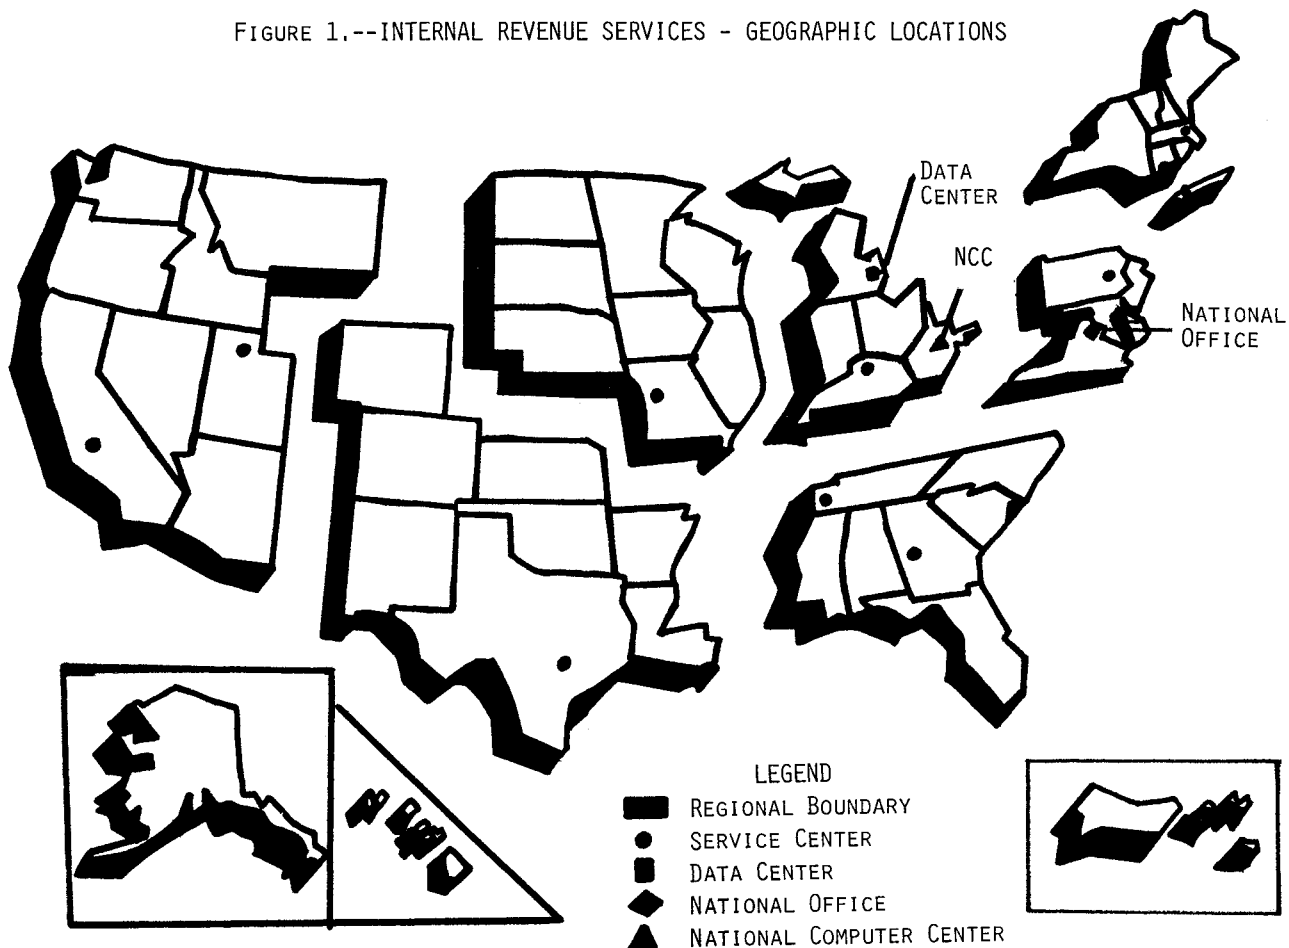 FIGURE 1.--INTERNAL REVENUE SERVICES - GEOGRAPHIC LOCATIONS
DATA
CENTER
NCC
NATIONAL
OFFICE
LEGEND
REGIONAL BOUNDARY
SERVICE CENTER
DATA CENTER
NATIONAL OFFICE
NATIONAL COMPUTER CENTER